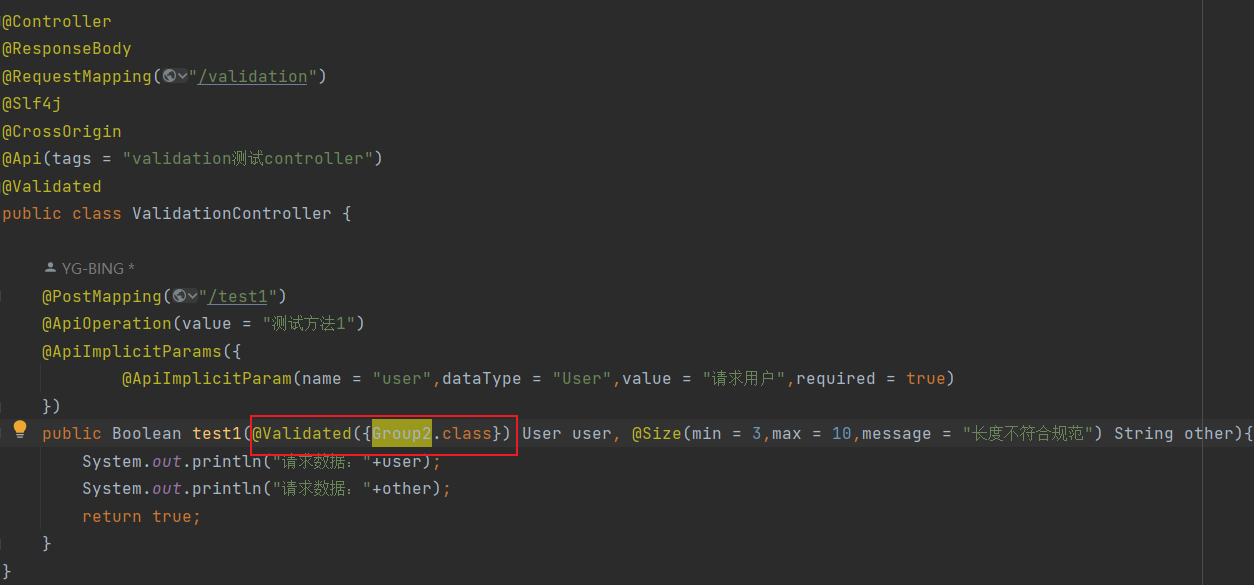 @Controller
@ResponseBody
@RequestMapping("/validation")
@Slf4j
@CrossOrigin
@Api(tags = "validation测试controller")
@Validated
public class ValidationController {
YG-BING *
@PostMapping("/test1")
@ApiOperation(value = "测试方法1")
@ApiImplicitParams({
@ApiImplicitParam(name = "user",dataType = "User",value = "请求用户",required = true)
})
public Boolean test1(@Validated({Group2.class}) User user, @Size(min = 3,max = 10,message = "长度不符合规范") String other){
System.out.println("请求数据："+user);
System.out.println("请求数据："+other);
return true;
}
}